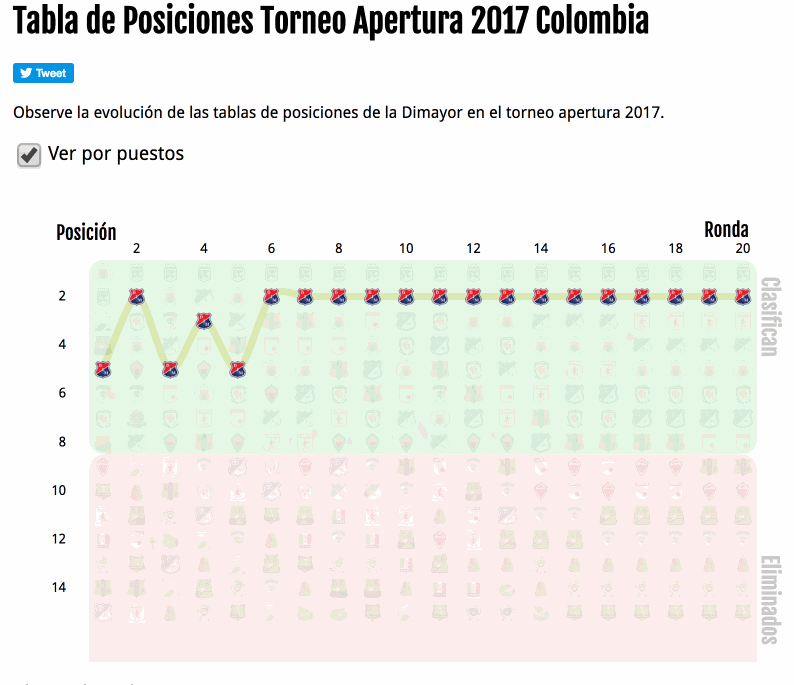 Tabla de Posiciones Torneo Apertura 2017 Colombia
Tweet
Observe la evolución de las tablas de posiciones de la Dimayor en el torneo apertura 2017.
Ver por puestos
Posición
Ronda
2 4 6 8 10 12 14 16 18 20
2
4
6
8
10
12
14
Clasifican
Eliminados